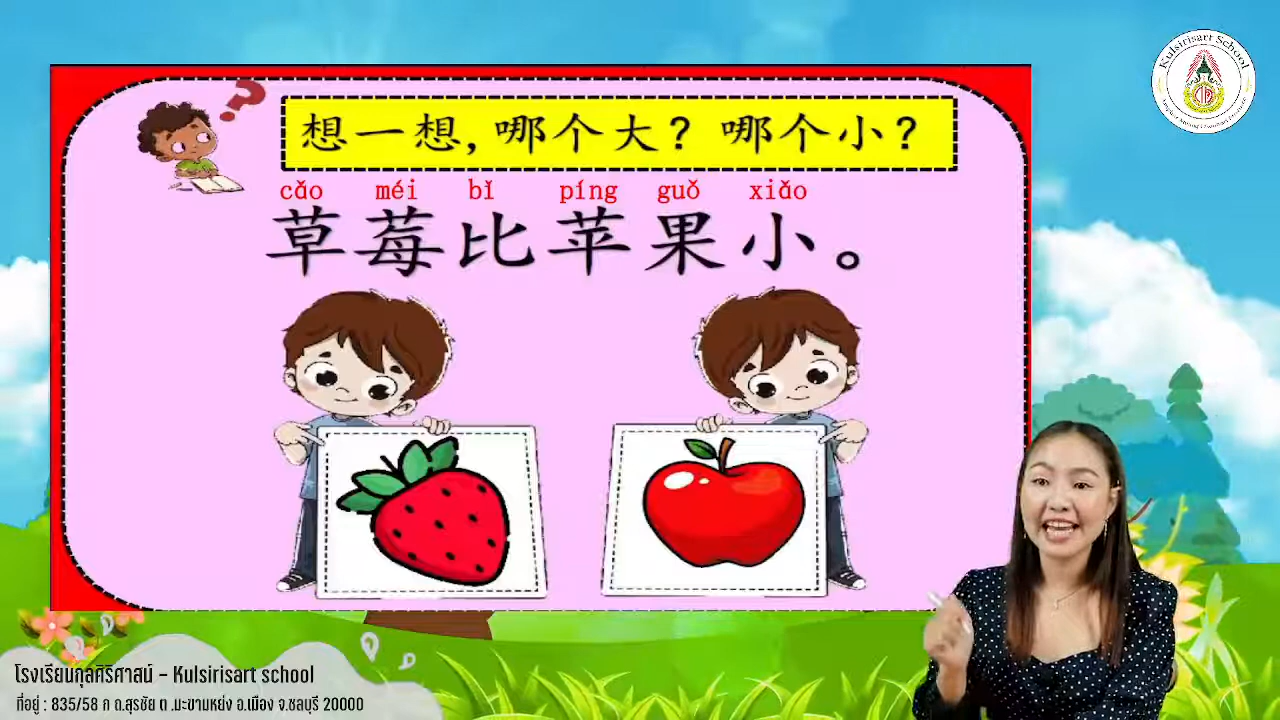 Kulsirisart School
想一想,哪个大?哪个小?
cǎo méi bǐ píng guǒ xiǎo
草莓比苹果小。
โรงเรียนกุลศิริศาสน์ - Kulsirisart school
ที่อยู่ : 835/58 ก ถ.สุรชัย ต .มะขามหย่ง อ.เมือง จ.ชลบุรี 20000